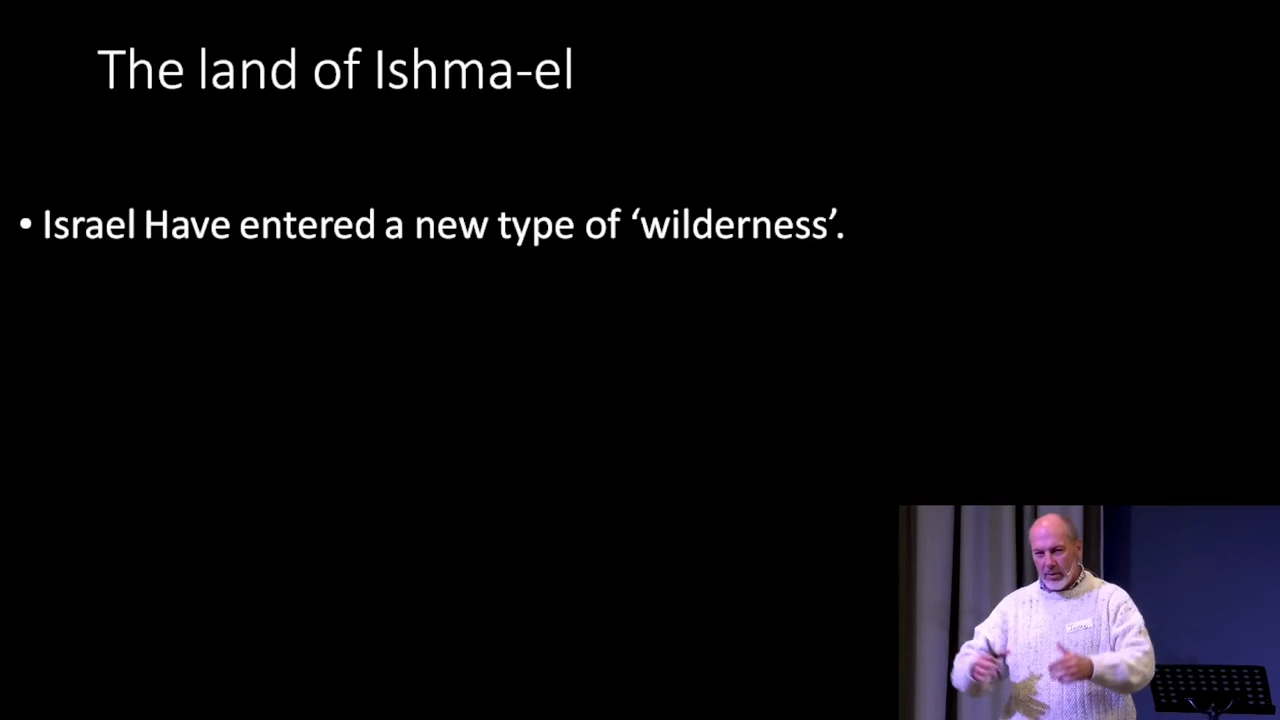 The land of Ishma-el
• Israel Have entered a new type of ‘wilderness’.